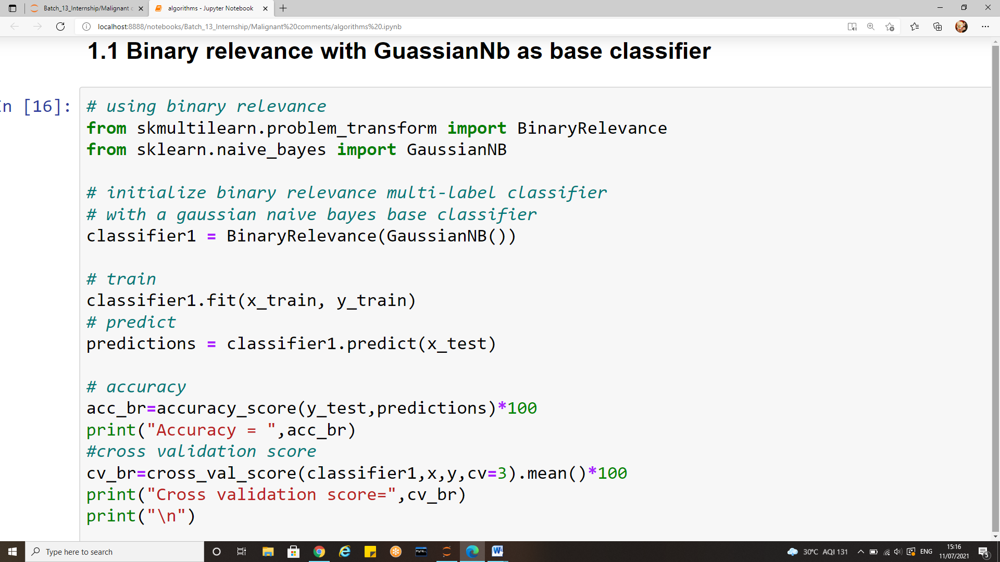 Batch_13_Internship/Malignant c
algorithms - Jupyter Notebook
localhost:8888/notebooks/Batch_13_Internship/Malignant%20comments/algorithms%20.ipynb
1.1 Binary relevance with GuassianNb as base classifier
In [16]:
# using binary relevance
from skmultilearn.problem_transform import BinaryRelevance
from sklearn.naive_bayes import GaussianNB
# initialize binary relevance multi-label classifier
# with a gaussian naive bayes base classifier
classifier1 = BinaryRelevance(GaussianNB())
# train
classifier1.fit(x_train, y_train)
# predict
predictions = classifier1.predict(x_test)
# accuracy
acc_br=accuracy_score(y_test,predictions)*100
print("Accuracy = ",acc_br)
#cross validation score
cv_br=cross_val_score(classifier1,x,y,cv=3).mean()*100
print("Cross validation score=",cv_br)
print("\n")
Type here to search
MySQL
30°C AQI 131
ENG
15:16
11/07/2021
5